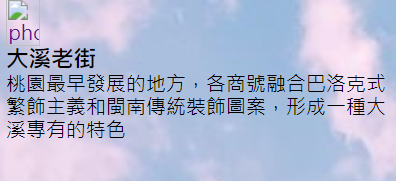 phc
大溪老街
桃園最早發展的地方，各商號融合巴洛克式
繁飾主義和閩南傳統裝飾圖案，形成一種大
溪專有的特色